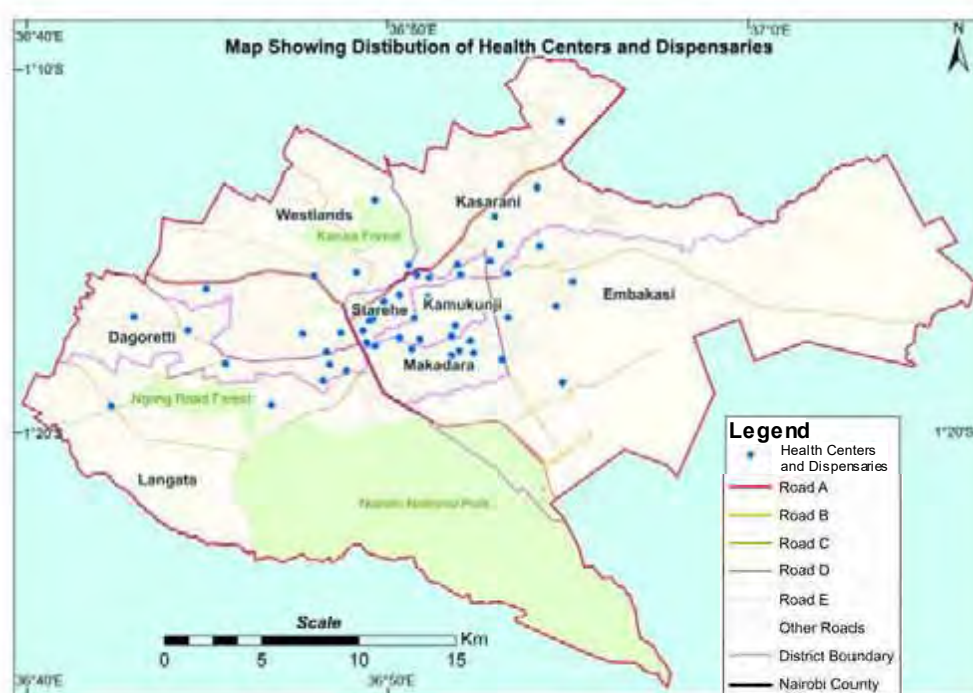 36°40'E
36°50'E
37°0'E
N
Map Showing Distibution of Health Centers and Dispensaries
1°10'S
Kasarani
Westlands
Karura Forest
Embakasi
Kamukunji
Starehe
Dagoretti
Makadara
Ngong Road Forest
1°20'S
1°20'S
Langata
Nairobi National Park
Legend
Health Centers
and Dispensaries
Road A
Road B
Road C
Road D
Road E
Other Roads
District Boundary
Nairobi County
Scale
Km
0 5 10 15
36°40'E
36°50'E